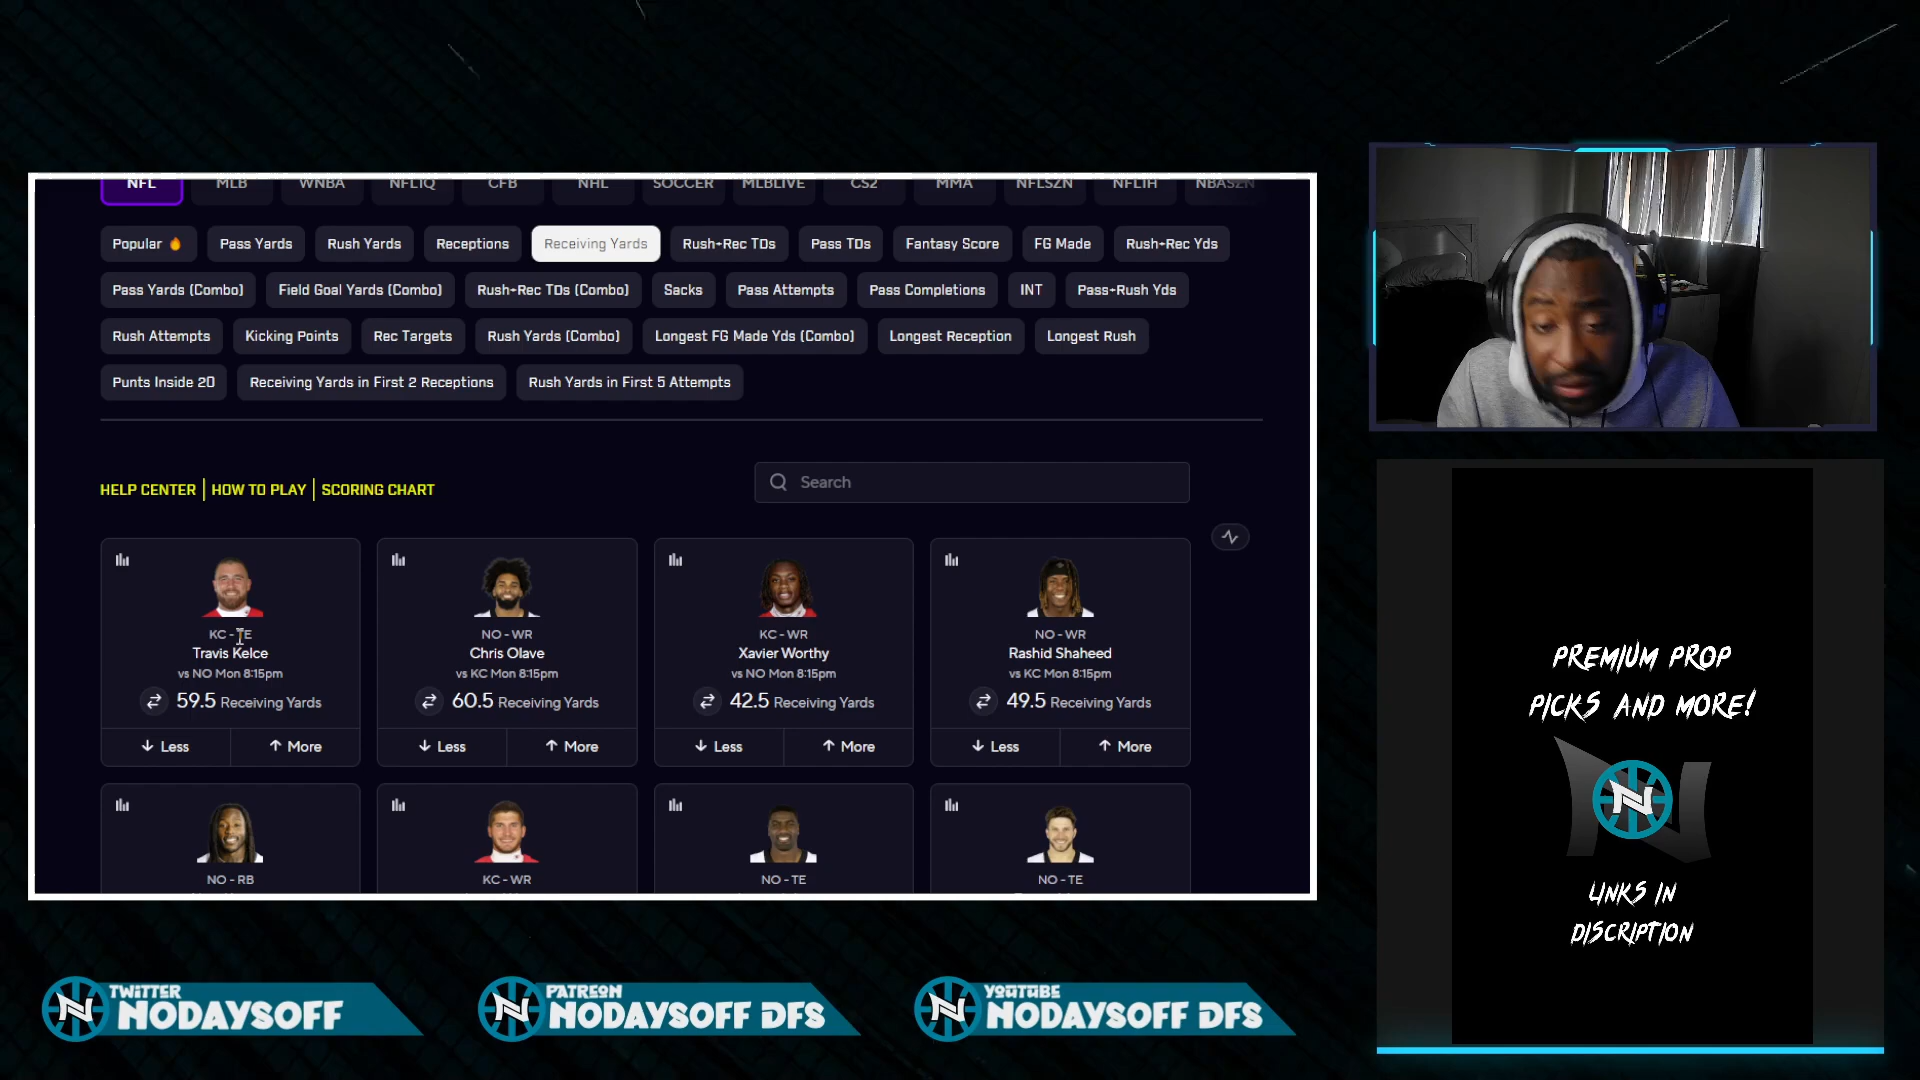 NFL MLB WNBA NFL1Q CFB NHL SOCCER MLBLIVE CS2 MMA NFLSZN NFL1H NBASZN
Popular 🔥 Pass Yards Rush Yards Receptions Receiving Yards Rush+Rec TDs Pass TDs Fantasy Score FG Made Rush+Rec Yds
Pass Yards (Combo) Field Goal Yards (Combo) Rush+Rec TDs (Combo) Sacks Pass Attempts Pass Completions INT Pass+Rush Yds
Rush Attempts Kicking Points Rec Targets Rush Yards (Combo) Longest FG Made Yds (Combo) Longest Reception Longest Rush
Punts Inside 20 Receiving Yards in First 2 Receptions Rush Yards in First 5 Attempts
HELP CENTER | HOW TO PLAY | SCORING CHART
Search
KC - TE
Travis Kelce
vs NO Mon 8:15pm
59.5 Receiving Yards
↓ Less ↑ More
NO - WR
Chris Olave
vs KC Mon 8:15pm
60.5 Receiving Yards
↓ Less ↑ More
KC - WR
Xavier Worthy
vs NO Mon 8:15pm
42.5 Receiving Yards
↓ Less ↑ More
NO - WR
Rashid Shaheed
vs KC Mon 8:15pm
49.5 Receiving Yards
↓ Less ↑ More
NO - RB
KC - WR
NO - TE
NO - TE
PREMIUM PROP
PICKS AND MORE!
N
LINKS IN
DISCRIPTION
N
TWITTER
NODAYSOFF
N
PATREON
NODAYSOFF DFS
N
YOUTUBE
NODAYSOFF DFS